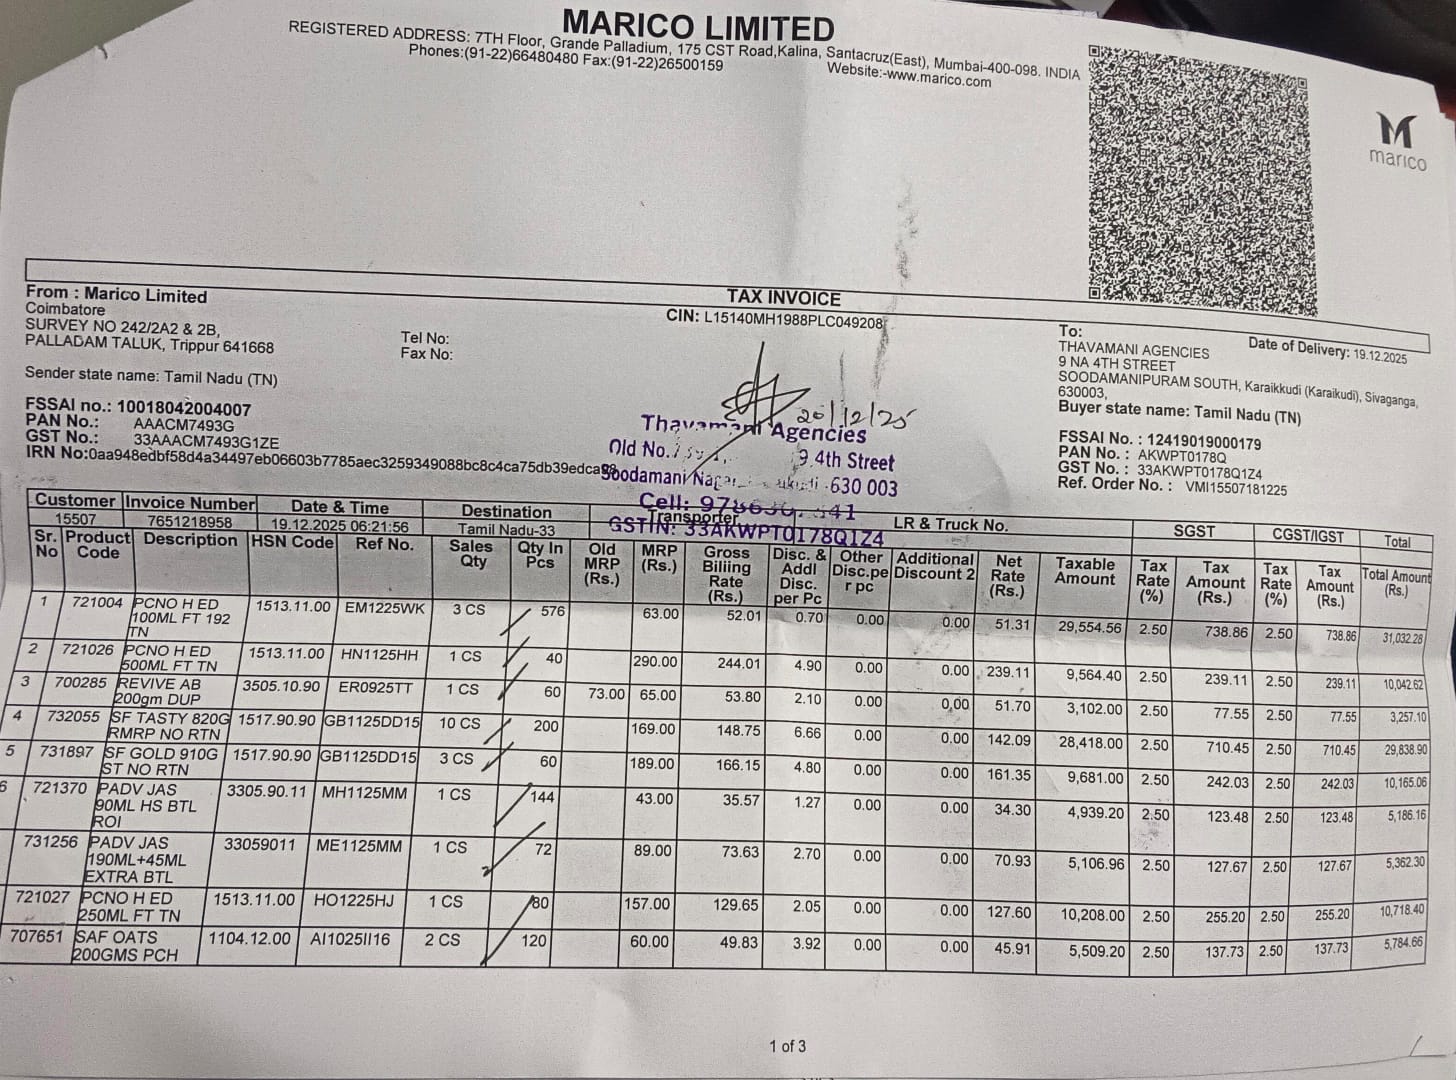 MARICO LIMITED
REGISTERED ADDRESS: 7TH Floor, Grande Palladium, 175 CST Road,Kalina, Santacruz(East), Mumbai-400-098. INDIA
Phones:(91-22)66480480 Fax:(91-22)26500159 Website:-www.marico.com
marico
TAX INVOICE
CIN: L15140MH1988PLC049208
From : Marico Limited
Coimbatore
SURVEY NO 242/2A2 & 2B,
PALLADAM TALUK, Trippur 641668
Tel No:
Fax No:
Sender state name: Tamil Nadu (TN)
FSSAI no.: 10018042004007
PAN No.: AAACM7493G
GST No.: 33AAACM7493G1ZE
IRN No:0aa948edbf58d4a34497eb06603b7785aec3259349088bc8c4ca75db39edca
To: Date of Delivery: 19.12.2025
THAVAMANI AGENCIES
9 NA 4TH STREET
SOODAMANIPURAM SOUTH, Karaikkudi (Karaikudi), Sivaganga,
630003,
Buyer state name: Tamil Nadu (TN)
FSSAI No. : 12419019000179
PAN No. : AKWPT0178Q
GST No. : 33AKWPT0178Q1Z4
Ref. Order No. : VMI15507181225
20/12/25
Thavamani Agencies
Old No. 9 4th Street
Soodamani Nagar 630 003
Cell:
GSTIN: 33AKWPT0178Q1Z4
Customer Invoice Number Date & Time Destination Transporter LR & Truck No. SGST CGST/IGST Total
15507 7651218958 19.12.2025 06:21:56 Tamil Nadu-33
Sr. No Product Code Description HSN Code Ref No. Sales Qty Qty In Pcs Old MRP (Rs.) MRP (Rs.) Gross Billing Rate (Rs.) Disc. & Addl Disc. per Pc Other Disc.pe r pc Additional Discount 2 Net Rate (Rs.) Taxable Amount Tax Rate (%) Tax Amount (Rs.) Tax Rate (%) Tax Amount (Rs.) Total Amount (Rs.)
1 721004 PCNO H ED 100ML FT 192 TN 1513.11.00 EM1225WK 3 CS 576 63.00 52.01 0.70 0.00 0.00 51.31 29,554.56 2.50 738.86 2.50 738.86 31,032.28
2 721026 PCNO H ED 500ML FT TN 1513.11.00 HN1125HH 1 CS 40 290.00 244.01 4.90 0.00 0.00 239.11 9,564.40 2.50 239.11 2.50 239.11 10,042.62
3 700285 REVIVE AB 200gm DUP 3505.10.90 ER0925TT 1 CS 60 73.00 65.00 53.80 2.10 0.00 0,00 51.70 3,102.00 2.50 77.55 2.50 77.55 3,257.10
4 732055 SF TASTY 820G RMRP NO RTN 1517.90.90 GB1125DD15 10 CS 200 169.00 148.75 6.66 0.00 0.00 142.09 28,418.00 2.50 710.45 2.50 710.45 29,838.90
5 731897 SF GOLD 910G ST NO RTN 1517.90.90 GB1125DD15 3 CS 60 189.00 166.15 4.80 0.00 0.00 161.35 9,681.00 2.50 242.03 2.50 242.03 10,165.06
6 721370 PADV JAS 90ML HS BTL ROI 3305.90.11 MH1125MM 1 CS 144 43.00 35.57 1.27 0.00 0.00 34.30 4,939.20 2.50 123.48 2.50 123.48 5,186.16
731256 PADV JAS 190ML+45ML EXTRA BTL 33059011 ME1125MM 1 CS 72 89.00 73.63 2.70 0.00 0.00 70.93 5,106.96 2.50 127.67 2.50 127.67 5,362.30
721027 PCNO H ED 250ML FT TN 1513.11.00 HO1225HJ 1 CS 80 157.00 129.65 2.05 0.00 0.00 127.60 10,208.00 2.50 255.20 2.50 255.20 10,718.40
707651 SAF OATS 200GMS PCH 1104.12.00 AI1025II16 2 CS 120 60.00 49.83 3.92 0.00 0.00 45.91 5,509.20 2.50 137.73 2.50 137.73 5,784.66
1 of 3